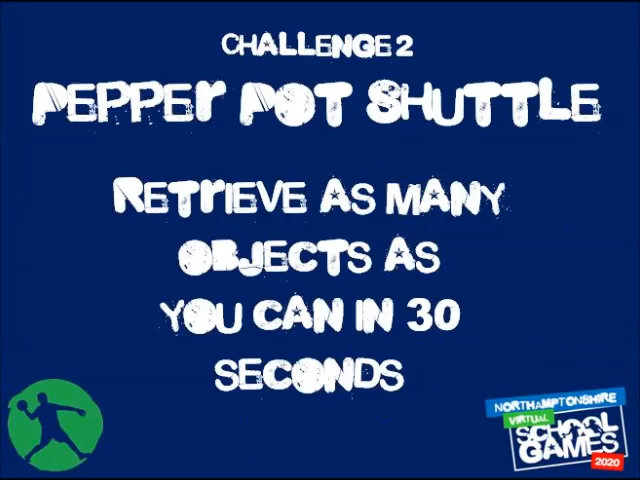 CHALLENGE 2
PEPPER POT SHUTTLE
RETRIEVE AS MANY
OBJECTS AS
YOU CAN IN 30
SECONDS
NORTHAMPTONSHIRE
VIRTUAL
SCHOOL
GAMES
2020